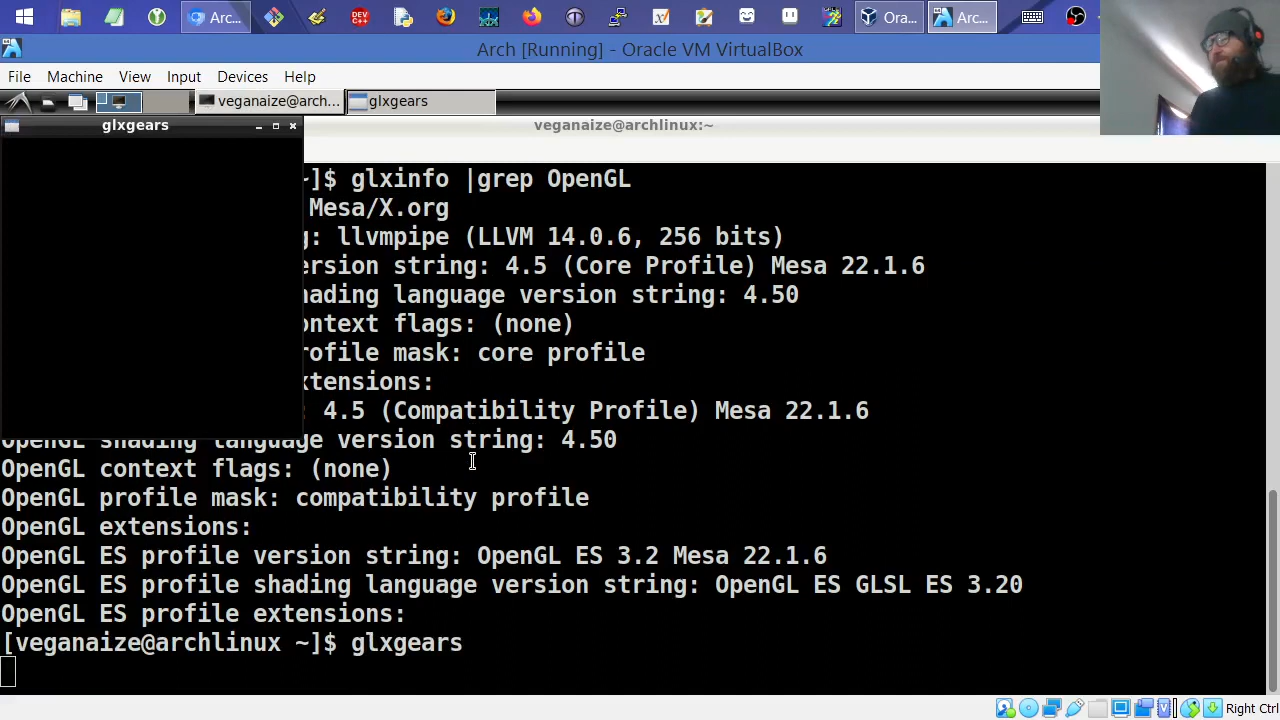 Arc...
DEV
C++
Ora...
Arc...
Arch [Running] - Oracle VM VirtualBox
File Machine View Input Devices Help
veganaize@arch... glxgears
glxgears
veganaize@archlinux:~
~]$ glxinfo |grep OpenGL
Mesa/X.org
g: llvmpipe (LLVM 14.0.6, 256 bits)
ersion string: 4.5 (Core Profile) Mesa 22.1.6
hading language version string: 4.50
ontext flags: (none)
rofile mask: core profile
xtensions:
: 4.5 (Compatibility Profile) Mesa 22.1.6
OpenGL shading language version string: 4.50
OpenGL context flags: (none)
OpenGL profile mask: compatibility profile
OpenGL extensions:
OpenGL ES profile version string: OpenGL ES 3.2 Mesa 22.1.6
OpenGL ES profile shading language version string: OpenGL ES GLSL ES 3.20
OpenGL ES profile extensions:
[veganaize@archlinux ~]$ glxgears
Right Ctrl